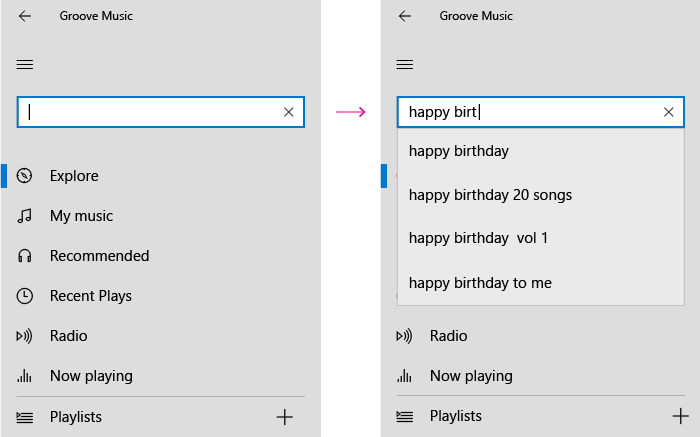 Groove Music
Explore
My music
Recommended
Recent Plays
Radio
Now playing
Playlists
Groove Music
happy birt
happy birthday
happy birthday 20 songs
happy birthday  vol 1
happy birthday to me
Radio
Now playing
Playlists